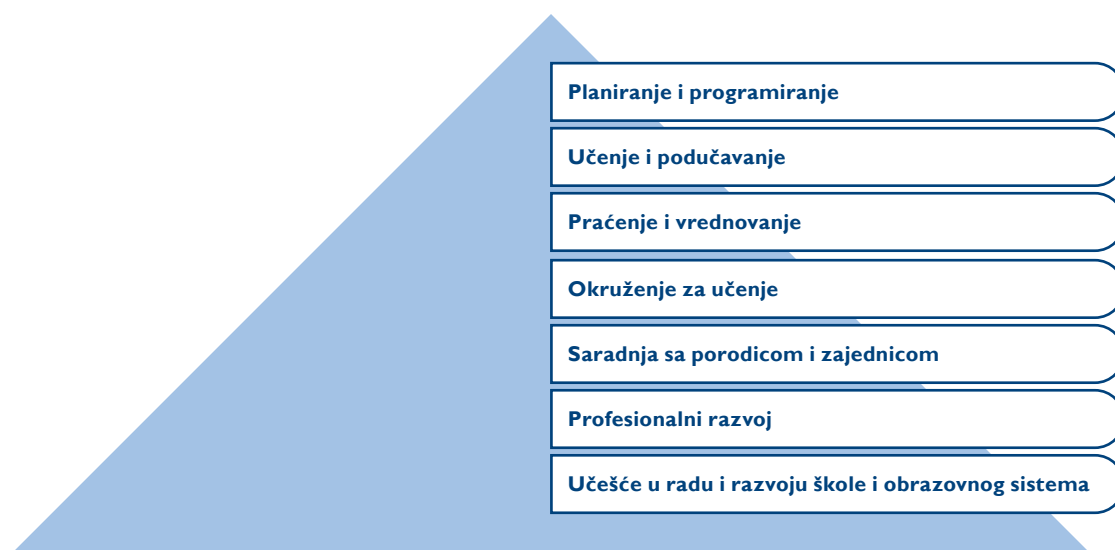 Planiranje i programiranje
Učenje i podučavanje
Praćenje i vrednovanje
Okruženje za učenje
Saradnja sa porodicom i zajednicom
Profesionalni razvoj
Učešće u radu i razvoju škole i obrazovnog sistema